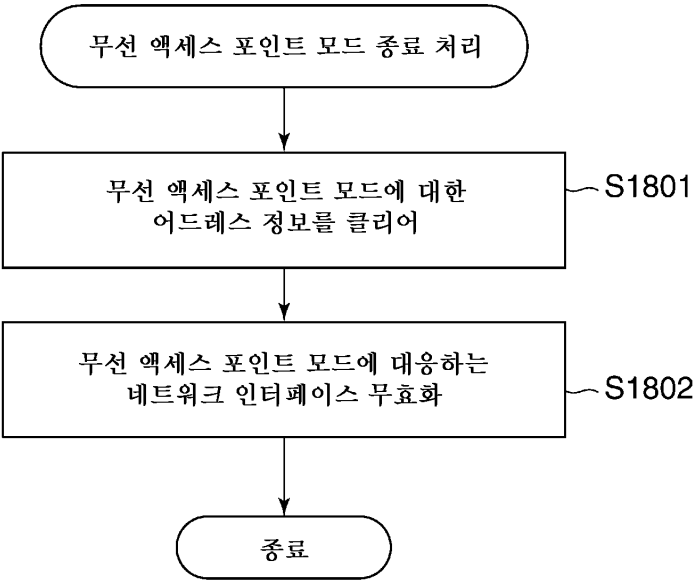 무선 액세스 포인트 모드 종료 처리
무선 액세스 포인트 모드에 대한
어드레스 정보를 클리어
S1801
무선 액세스 포인트 모드에 대응하는
네트워크 인터페이스 무효화
S1802
종료